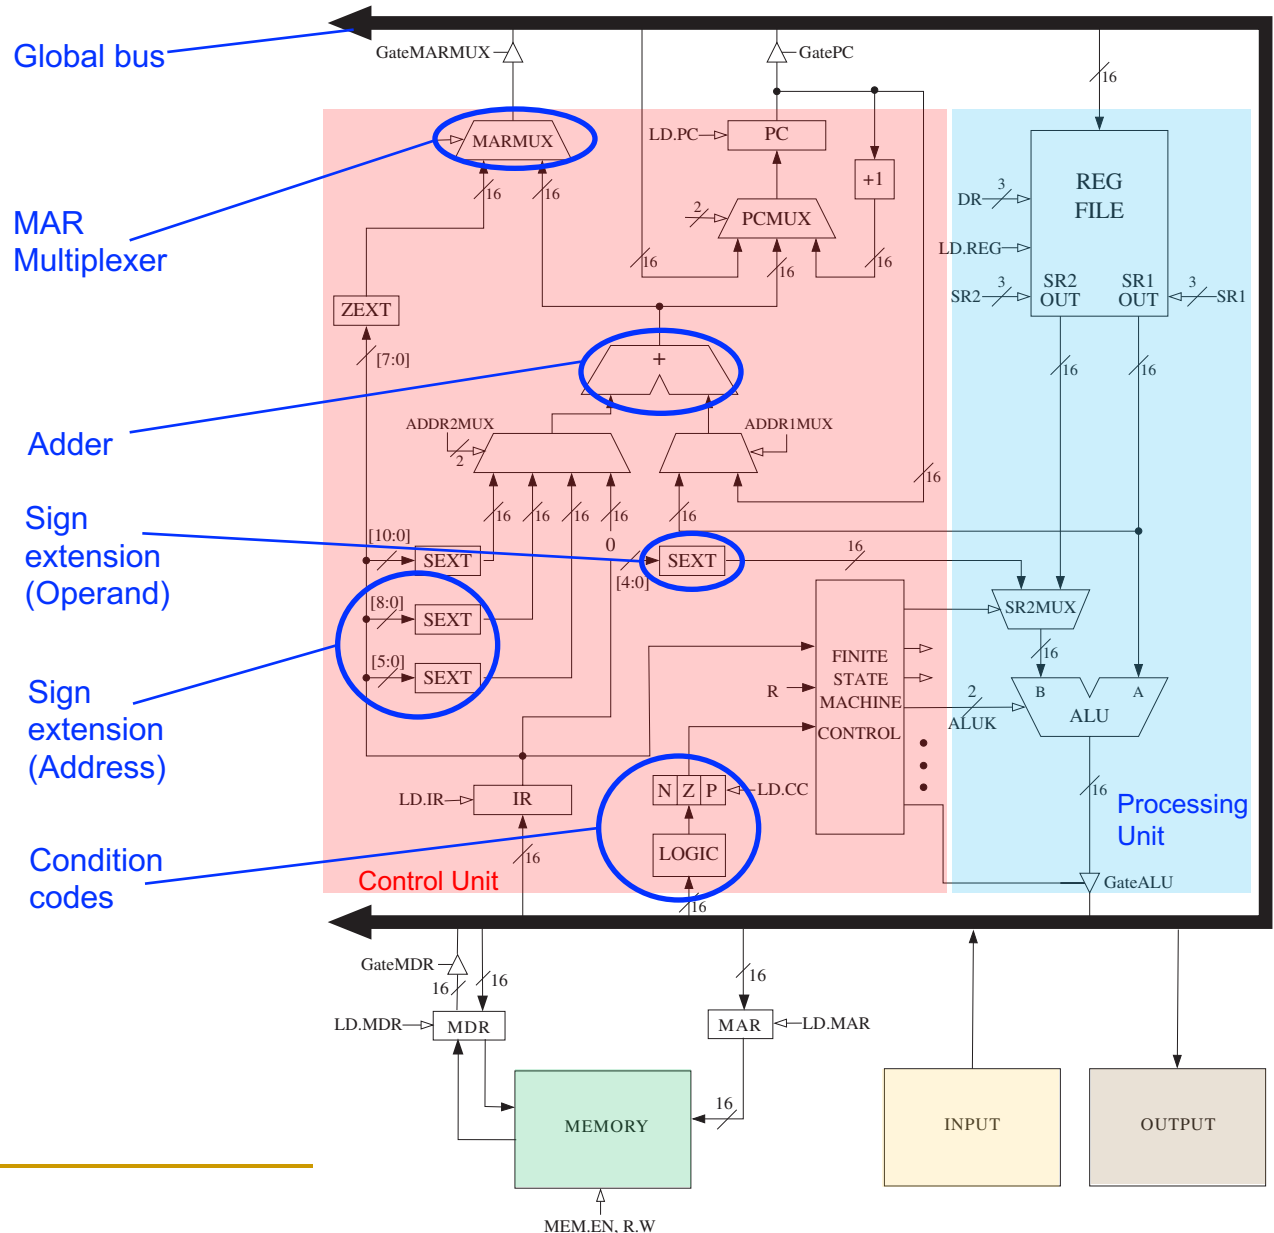 Global bus
GateMARMUX
GatePC
16
MARMUX
LD.PC
PC
+1
REG
FILE
DR
3
MAR
Multiplexer
16
16
2
PCMUX
LD.REG
16
16
16
SR2
3
SR2
OUT
SR1
OUT
3
SR1
ZEXT
[7:0]
+
16
16
Adder
ADDR2MUX
2
ADDR1MUX
16
16
16
16
16
16
Sign
extension
(Operand)
[10:0]
SEXT
0
[4:0]
SEXT
16
[8:0]
SEXT
SR2MUX
[5:0]
SEXT
16
Sign
extension
(Address)
R
FINITE
STATE
MACHINE
CONTROL
2
ALUK
B
A
ALU
LD.IR
IR
N Z P
LD.CC
16
Processing
Unit
Condition
codes
16
LOGIC
Control Unit
16
GateALU
GateMDR
16
16
16
LD.MDR
MDR
MAR
LD.MAR
16
MEMORY
INPUT
OUTPUT
MEM.EN, R.W